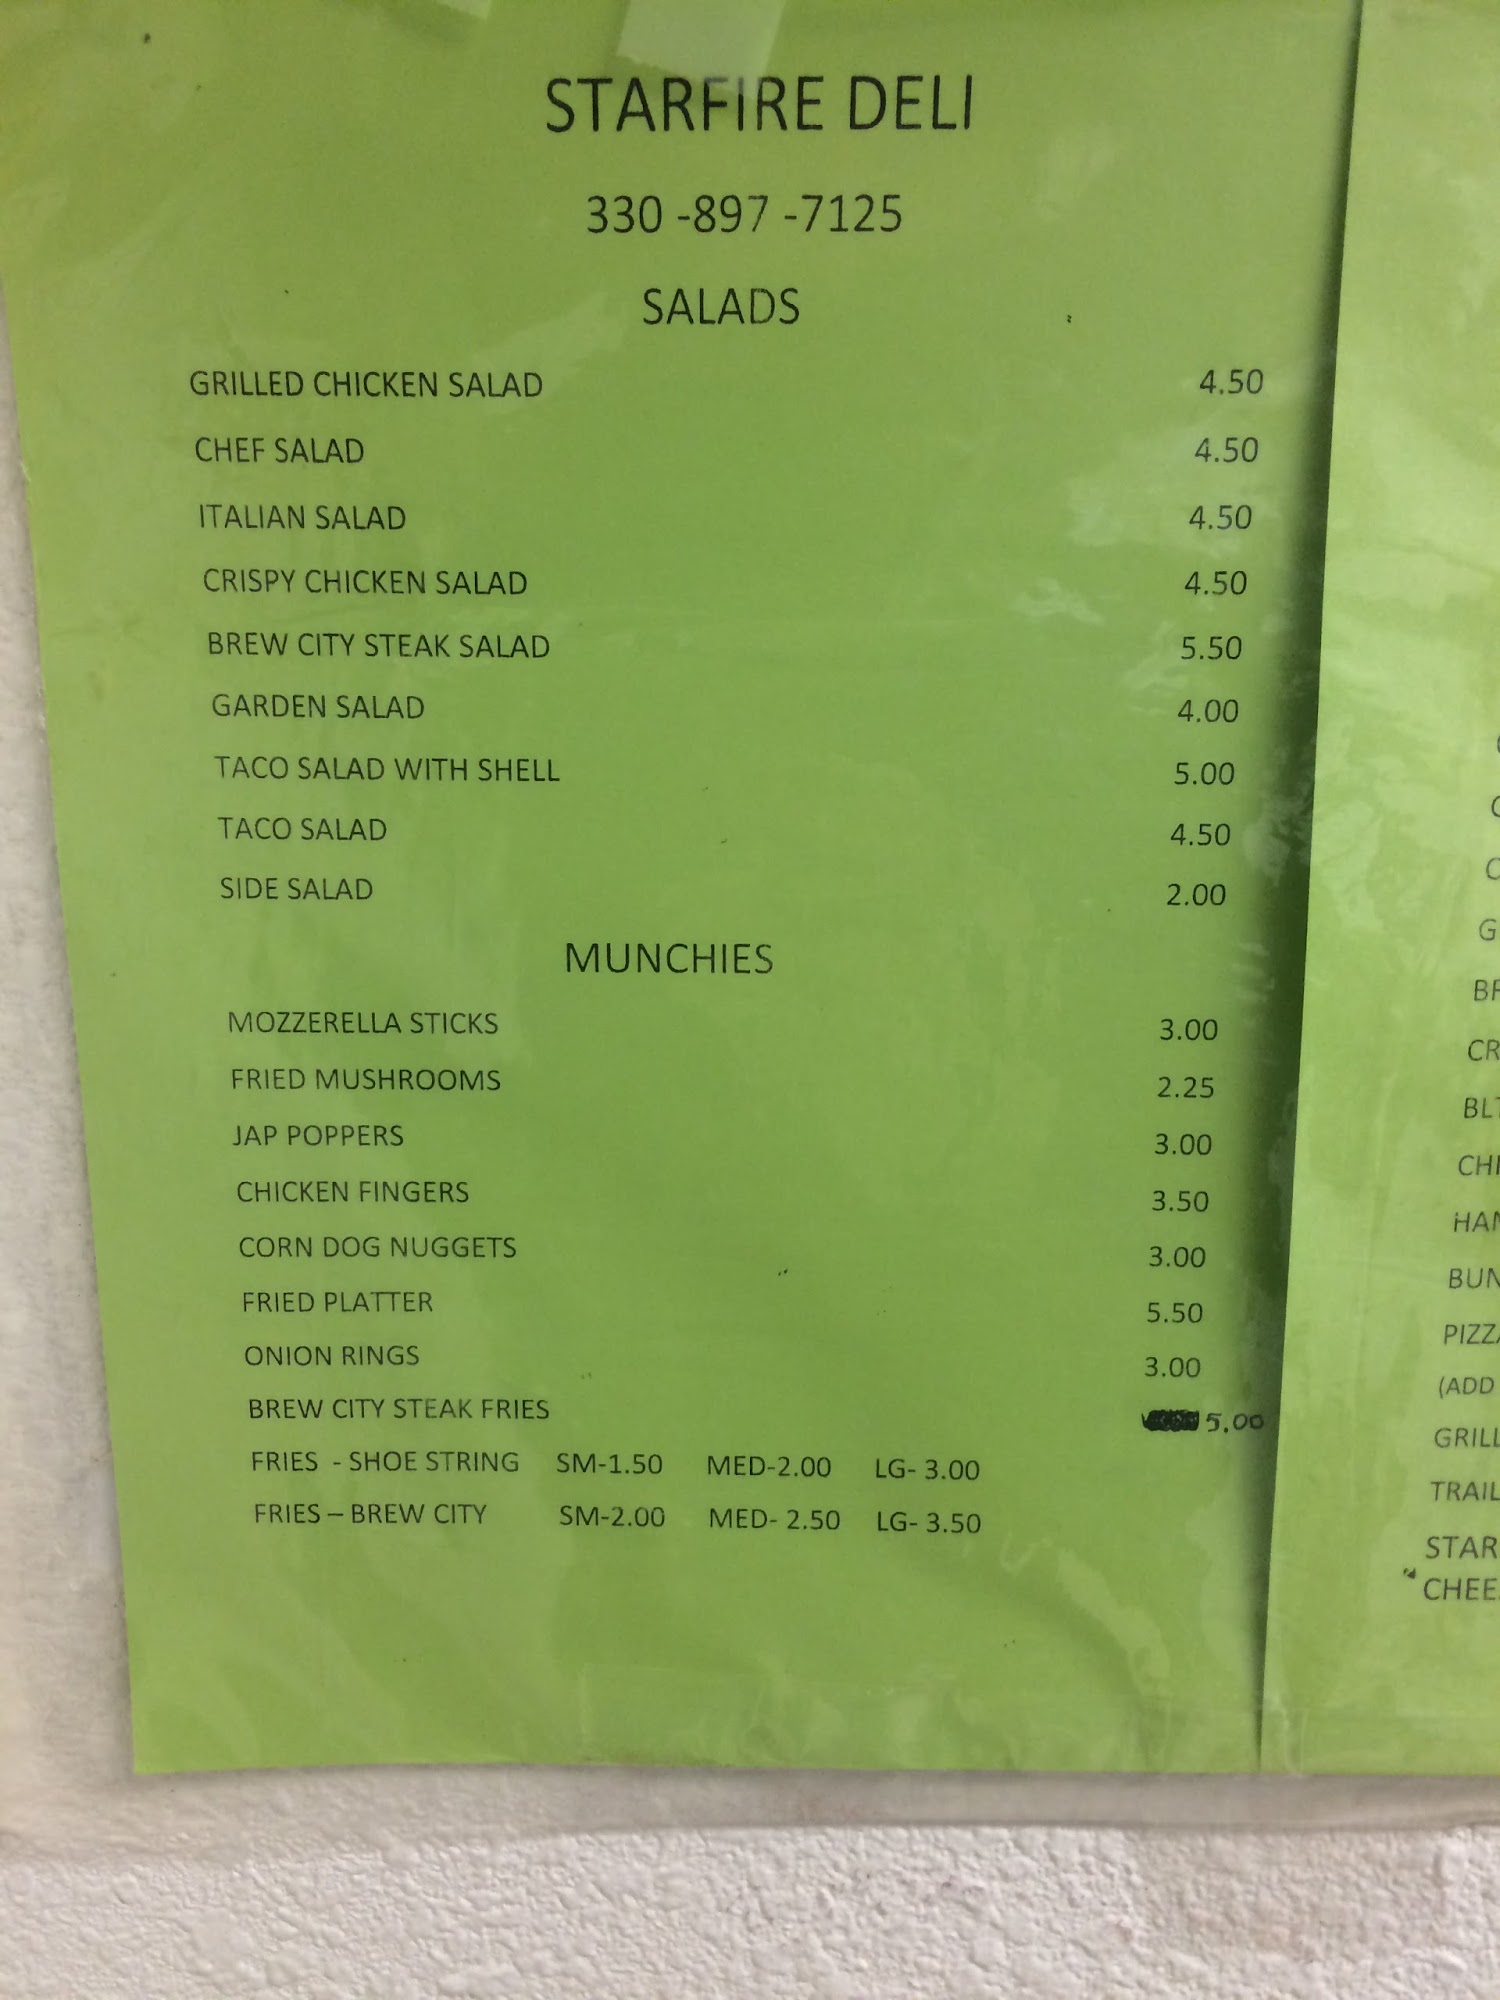 STARFIRE DELI
330 -897 -7125
SALADS
GRILLED CHICKEN SALAD 4.50
CHEF SALAD 4.50
ITALIAN SALAD 4.50
CRISPY CHICKEN SALAD 4.50
BREW CITY STEAK SALAD 5.50
GARDEN SALAD 4.00
TACO SALAD WITH SHELL 5.00
TACO SALAD 4.50
SIDE SALAD 2.00
MUNCHIES
MOZZERELLA STICKS 3.00
FRIED MUSHROOMS 2.25
JAP POPPERS 3.00
CHICKEN FINGERS 3.50
CORN DOG NUGGETS 3.00
FRIED PLATTER 5.50
ONION RINGS 3.00
BREW CITY STEAK FRIES 5.00
FRIES - SHOE STRING SM-1.50 MED-2.00 LG- 3.00
FRIES – BREW CITY SM-2.00 MED- 2.50 LG- 3.50
(ADD